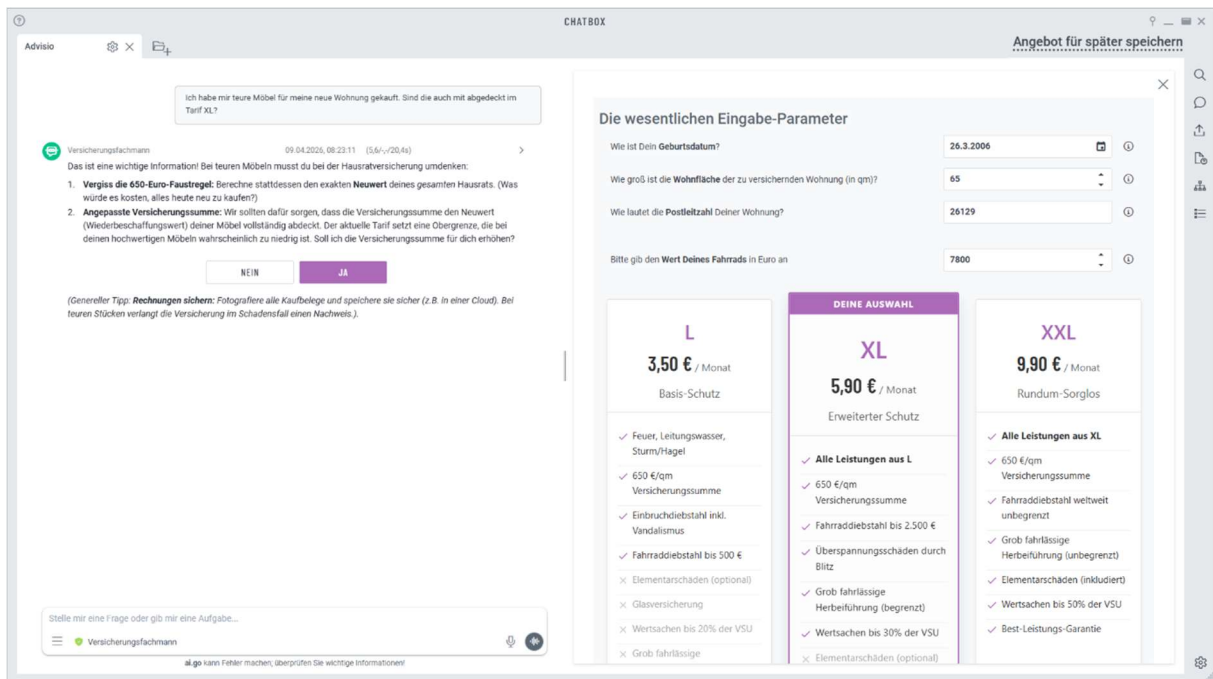 CHATBOX
Advisio
Angebot für später speichern
Ich habe mir teure Möbel für meine neue Wohnung gekauft. Sind die auch mit abgedeckt im
Tarif XL?
Versicherungsfachmann 09.04.2026, 08:23:11 (5,6/-,-/20,4s)
Das ist eine wichtige Information! Bei teuren Möbeln musst du bei der Hausratversicherung umdenken:
1. Vergiss die 650-Euro-Faustregel: Berechne stattdessen den exakten Neuwert deines gesamten Hausrats. (Was
würde es kosten, alles heute neu zu kaufen?)
2. Angepasste Versicherungssumme: Wir sollten dafür sorgen, dass die Versicherungssumme den Neuwert
(Wiederbeschaffungswert) deiner Möbel vollständig abdeckt. Der aktuelle Tarif setzt eine Obergrenze, die bei
deinen hochwertigen Möbeln wahrscheinlich zu niedrig ist. Soll ich die Versicherungssumme für dich erhöhen?
NEIN
JA
(Genereller Tipp: Rechnungen sichern: Fotografiere alle Kaufbelege und speichere sie sicher (z.B. in einer Cloud). Bei
teuren Stücken verlangt die Versicherung im Schadensfall einen Nachweis.).
Stelle mir eine Frage oder gib mir eine Aufgabe...
Versicherungsfachmann
ai.go kann Fehler machen; überprüfen Sie wichtige Informationen!
Die wesentlichen Eingabe-Parameter
Wie ist Dein Geburtsdatum? 26.3.2006
Wie groß ist die Wohnfläche der zu versichernden Wohnung (in qm)? 65
Wie lautet die Postleitzahl Deiner Wohnung? 26129
Bitte gib den Wert Deines Fahrrads in Euro an 7800
L
3,50 € / Monat
Basis-Schutz
Feuer, Leitungswasser,
Sturm/Hagel
650 €/qm
Versicherungssumme
Einbruchdiebstahl inkl.
Vandalismus
Fahrraddiebstahl bis 500 €
Elementarschäden (optional)
Glasversicherung
Wertsachen bis 20% der VSU
Grob fahrlässige
DEINE AUSWAHL
XL
5,90 € / Monat
Erweiterter Schutz
Alle Leistungen aus L
650 €/qm
Versicherungssumme
Fahrraddiebstahl bis 2.500 €
Überspannungsschäden durch
Blitz
Grob fahrlässige
Herbeiführung (begrenzt)
Wertsachen bis 30% der VSU
Elementarschäden (optional)
XXL
9,90 € / Monat
Rundum-Sorglos
Alle Leistungen aus XL
650 €/qm
Versicherungssumme
Fahrraddiebstahl weltweit
unbegrenzt
Grob fahrlässige
Herbeiführung (unbegrenzt)
Elementarschäden (inkludiert)
Wertsachen bis 50% der VSU
Best-Leistungs-Garantie